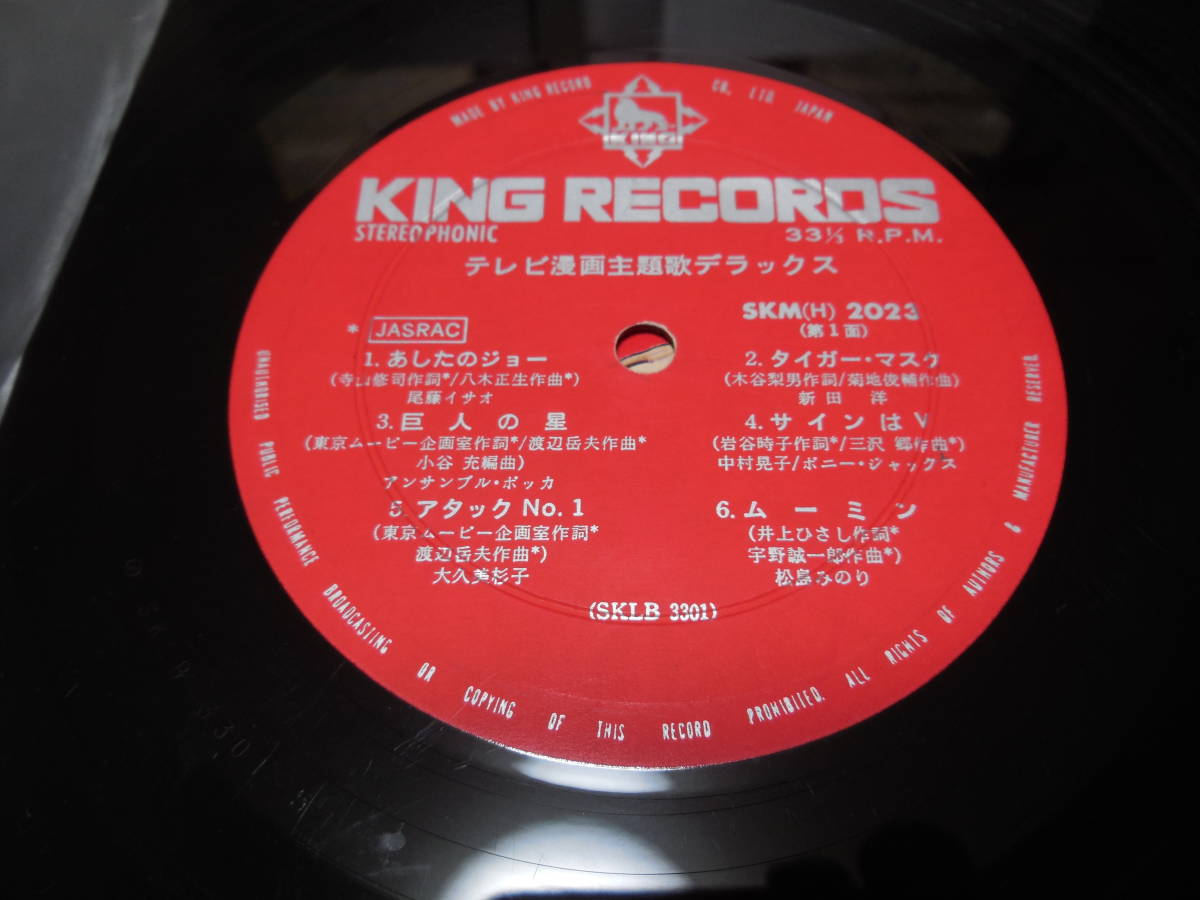 MADE BY KING RECORD CO, LTD. JAPAN
KING
KING RECORDS
STEREOPHONIC 33⅓ R.P.M.
テレビ漫画主題歌デラックス
SKM(H) 2023
* JASRAC (第1面)
1. あしたのジョー
(寺山修司作詞*/八木正生作曲*)
尾藤イサオ
2. タイガー・マスク
(木谷梨男作詞/菊地俊輔作曲)
新田 洋
3. 巨人の星
(東京ムービー企画室作詞*/渡辺岳夫作曲*
小谷 充編曲)
アンサンブル・ボッカ
4. サインはV
(岩谷時子作詞*/三沢 郷作曲*)
中村晃子/ボニー・ジャックス
5. アタック No. 1
(東京ムービー企画室作詞*
渡辺岳夫作曲*)
大久美杉子
6. ムーミン
(井上ひさし作詞*
宇野誠一郎作曲*)
松島みのり
(SKLB 3301)
UNAUTHORISED PUBLIC PERFORMANCE BROADCASTING OR COPYING OF THIS RECORD PROHIBITED. ALL RIGHTS OF AUTHORS & MANUFACTURER RESERVE